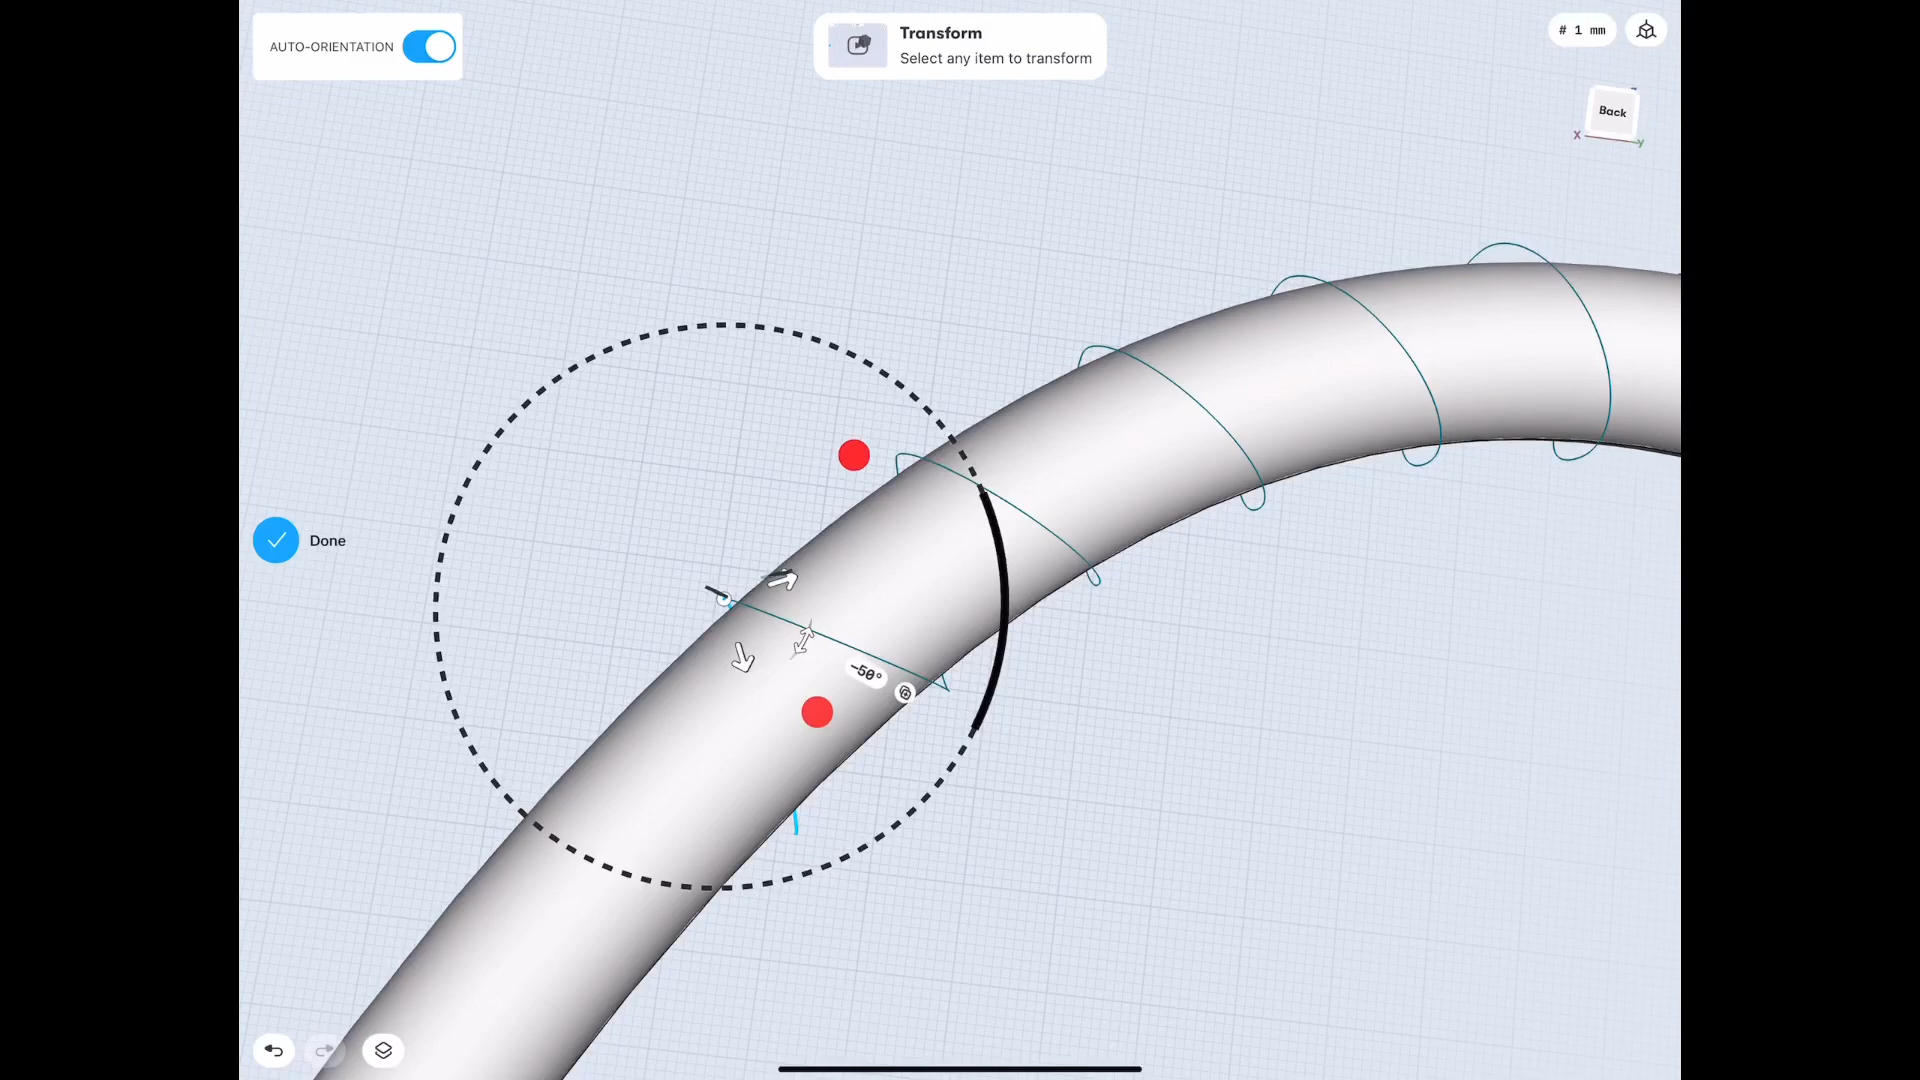 AUTO-ORIENTATION
Transform
Select any item to transform
# 1 mm
Back
X
y
Done
-50°